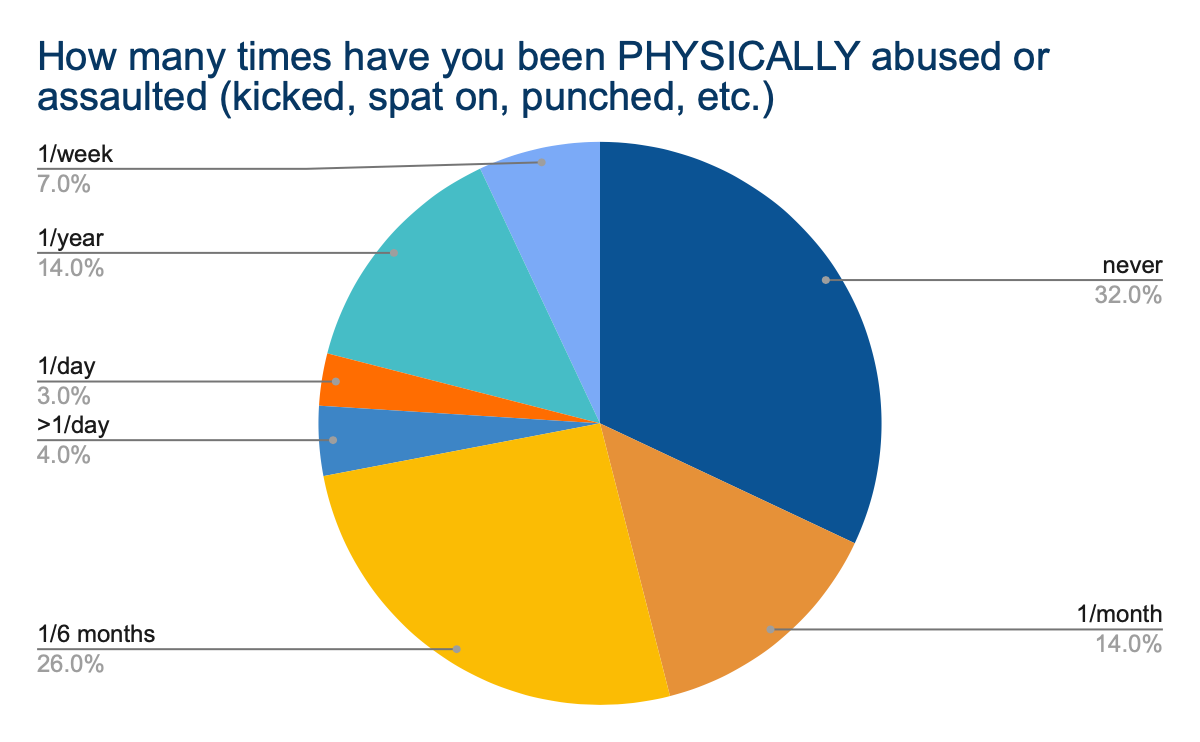 How many times have you been PHYSICALLY abused or
assaulted (kicked, spat on, punched, etc.)
1/week
7.0%
1/year
14.0%
1/day
3.0%
>1/day
4.0%
1/6 months
26.0%
never
32.0%
1/month
14.0%